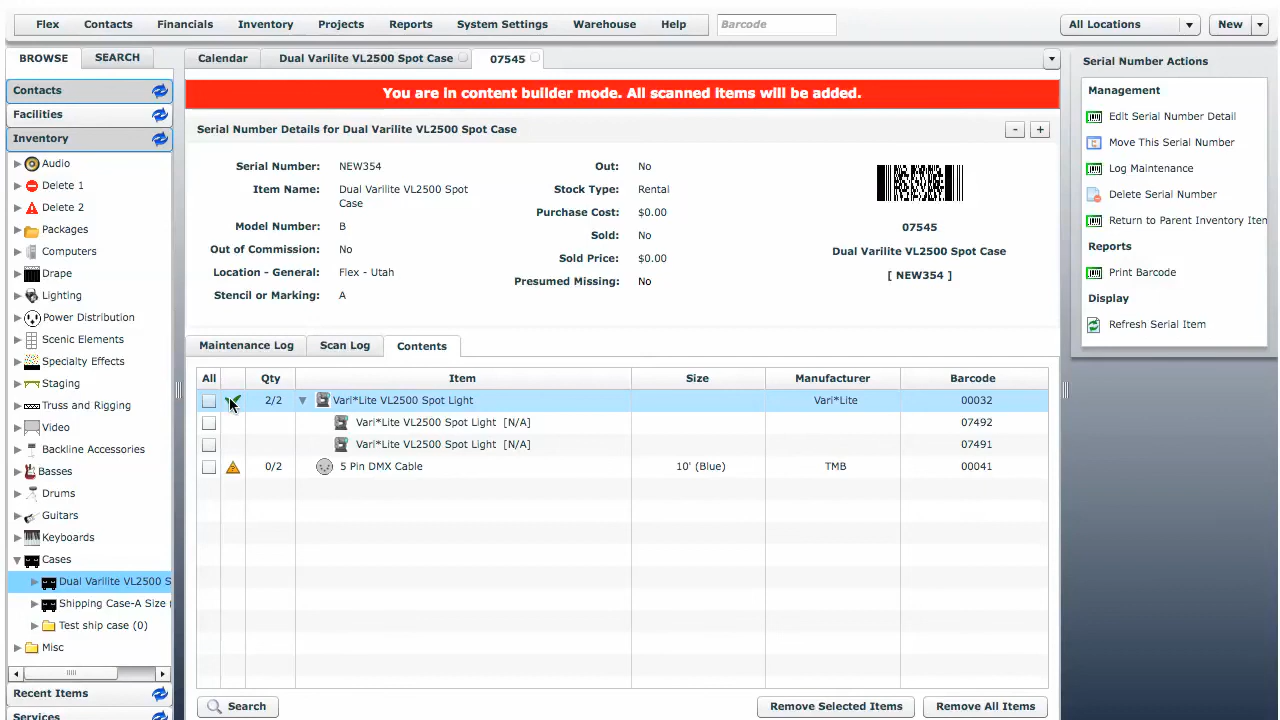 Flex Contacts Financials Inventory Projects Reports System Settings Warehouse Help Barcode All Locations New
BROWSE SEARCH
Contacts
Facilities
Inventory
Audio
Delete 1
Delete 2
Packages
Computers
Drape
Lighting
Power Distribution
Scenic Elements
Specialty Effects
Staging
Truss and Rigging
Video
Backline Accessories
Basses
Drums
Guitars
Keyboards
Cases
Dual Varilite VL2500 S
Shipping Case-A Size
Test ship case (0)
Misc
Recent Items
Services
Calendar Dual Varilite VL2500 Spot Case 07545
You are in content builder mode. All scanned items will be added.
Serial Number Details for Dual Varilite VL2500 Spot Case - +
Serial Number: NEW354
Item Name: Dual Varilite VL2500 Spot
Case
Model Number: B
Out of Commission: No
Location - General: Flex - Utah
Stencil or Marking: A
Out: No
Stock Type: Rental
Purchase Cost: $0.00
Sold: No
Sold Price: $0.00
Presumed Missing: No
07545
Dual Varilite VL2500 Spot Case
[ NEW354 ]
Maintenance Log Scan Log Contents
All Qty Item Size Manufacturer Barcode
2/2 Vari*Lite VL2500 Spot Light Vari*Lite 00032
Vari*Lite VL2500 Spot Light [N/A] 07492
Vari*Lite VL2500 Spot Light [N/A] 07491
0/2 5 Pin DMX Cable 10' (Blue) TMB 00041
Search Remove Selected Items Remove All Items
Serial Number Actions
Management
Edit Serial Number Detail
Move This Serial Number
Log Maintenance
Delete Serial Number
Return to Parent Inventory Iten
Reports
Print Barcode
Display
Refresh Serial Item